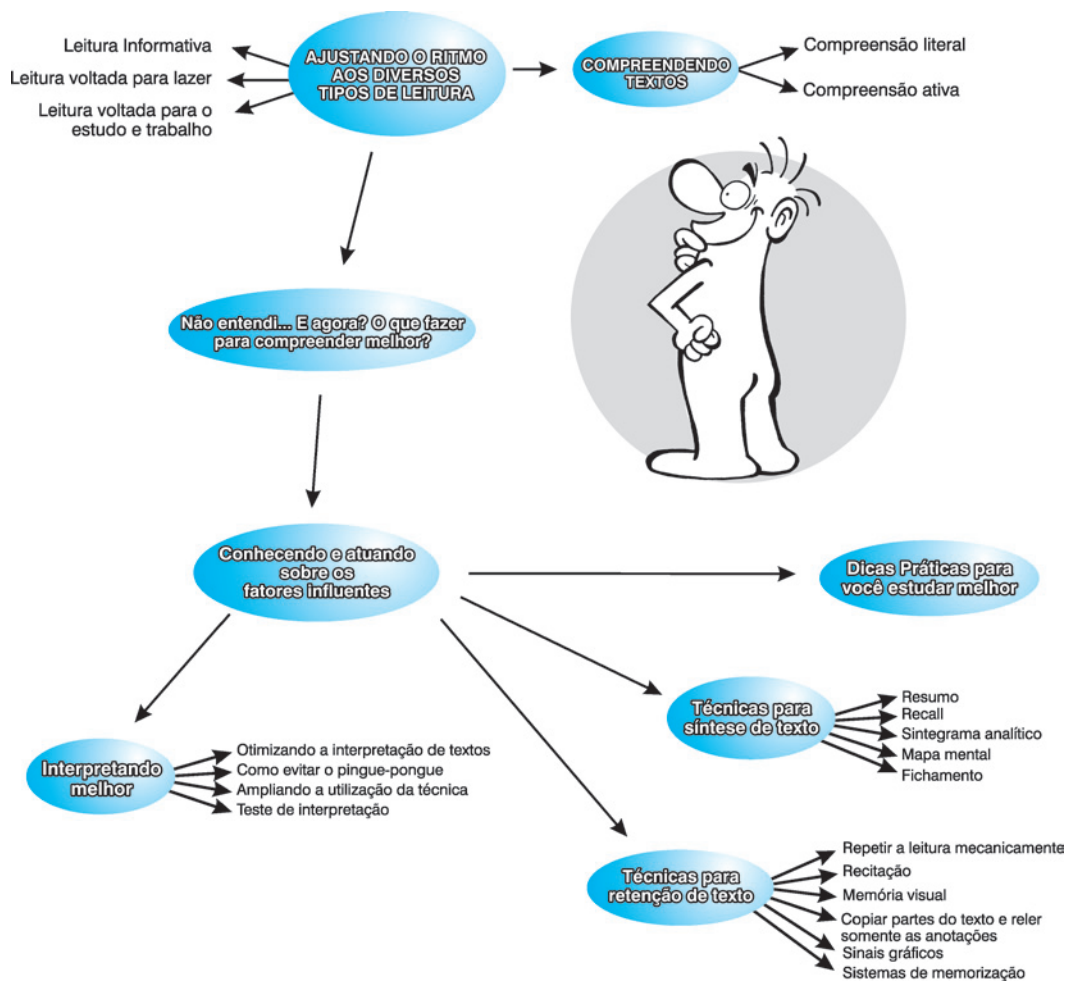 Leitura Informativa
Leitura voltada para lazer
Leitura voltada para o
estudo e trabalho
AJUSTANDO O RITMO
AOS DIVERSOS
TIPOS DE LEITURA
COMPREENDENDO
TEXTOS
Compreensão literal
Compreensão ativa
Não entendi... E agora? O que fazer
para compreender melhor?
Conhecendo e atuando
sobre os
fatores influentes
Dicas Práticas para
você estudar melhor
Técnicas para
síntese de texto
Resumo
Recall
Sintegrama analítico
Mapa mental
Fichamento
Interpretando
melhor
Otimizando a interpretação de textos
Como evitar o pingue-pongue
Ampliando a utilização da técnica
Teste de interpretação
Técnicas para
retenção de texto
Repetir a leitura mecanicamente
Recitação
Memória visual
Copiar partes do texto e reler
somente as anotações
Sinais gráficos
Sistemas de memorização